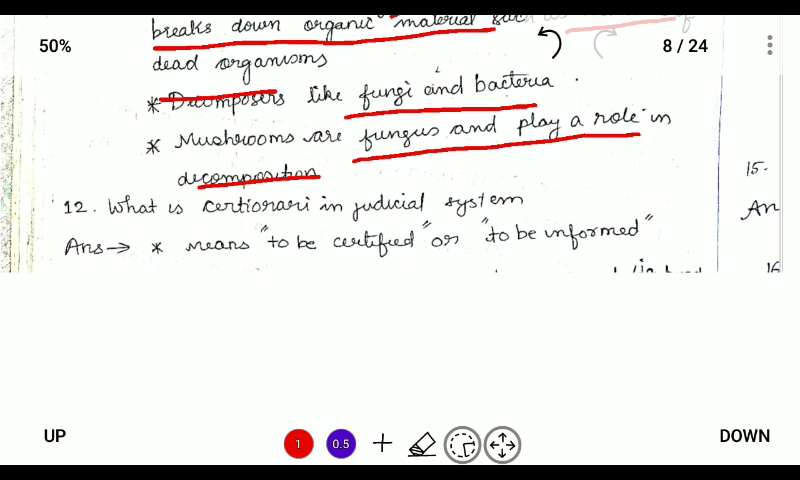 breaks down organic material such
50%
8 / 24
dead organisms
* Decomposers like fungi and bacteria.
* Mushrooms are fungus and play a role in
decomposition
15.
12. What is certiorari in judicial system
An
Ans→ * means "to be certified" or "to be informed"
16
UP
1
0.5
DOWN